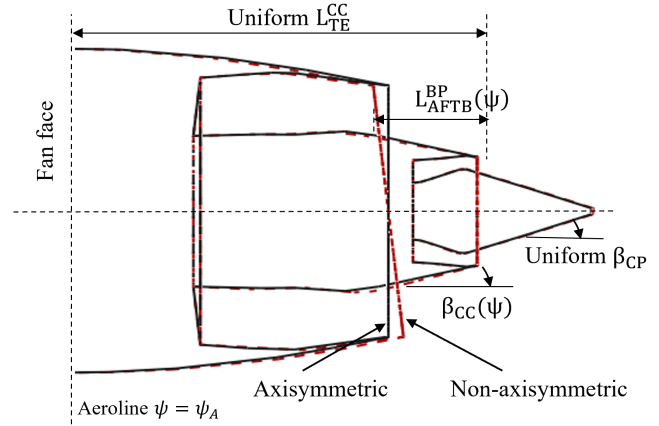 Uniform L_TE^CC
L_AFTB^BP(ψ)
Fan face
Uniform β_CP
β_CC(ψ)
Axisymmetric
Non-axisymmetric
Aeroline ψ = ψ_A